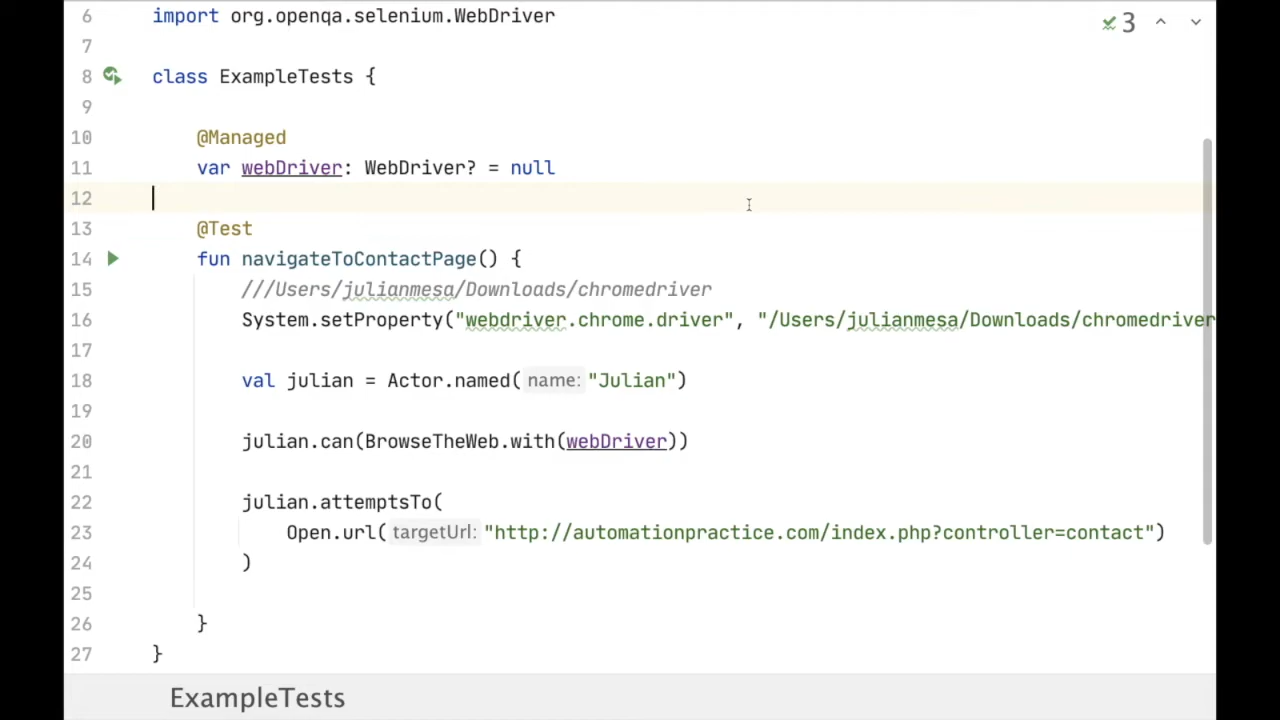 6 import org.openqa.selenium.WebDriver
3
7
8 class ExampleTests {
9
10 @Managed
11 var webDriver: WebDriver? = null
12
13 @Test
14 fun navigateToContactPage() {
15 ///Users/julianmesa/Downloads/chromedriver
16 System.setProperty("webdriver.chrome.driver", "/Users/julianmesa/Downloads/chromedriver
17
18 val julian = Actor.named( name: "Julian")
19
20 julian.can(BrowseTheWeb.with(webDriver))
21
22 julian.attemptsTo(
23 Open.url( targetUrl: "http://automationpractice.com/index.php?controller=contact")
24 )
25
26 }
27 }
ExampleTests